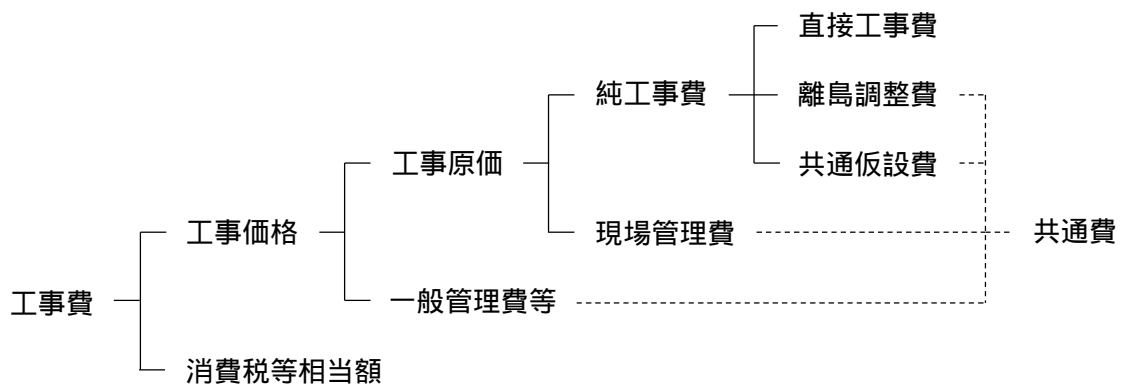 直接工事費
純工事費
離島調整費
工事原価
共通仮設費
工事価格
現場管理費
共通費
工事費
一般管理費等
消費税等相当額